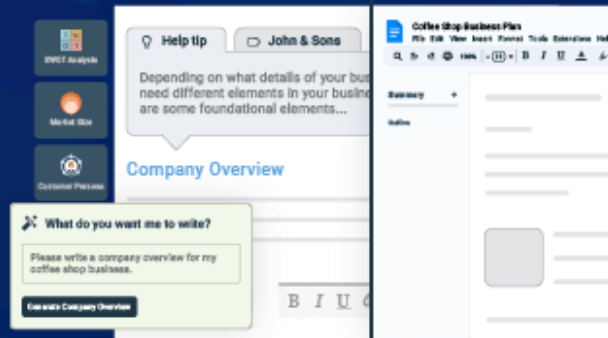 SWOT Analysis
Market Size
Customer Persona
Help tip
John & Sons
Depending on what details of your bus
need different elements in your busine
are some foundational elements...
Company Overview
What do you want me to write?
Please write a company overview for my
coffee shop business.
Generate Company Overview
B I U
Coffee Shop Business Plan
File Edit View Insert Format Tools Extensions Hel
100%
B I U A
Summary +
Outline